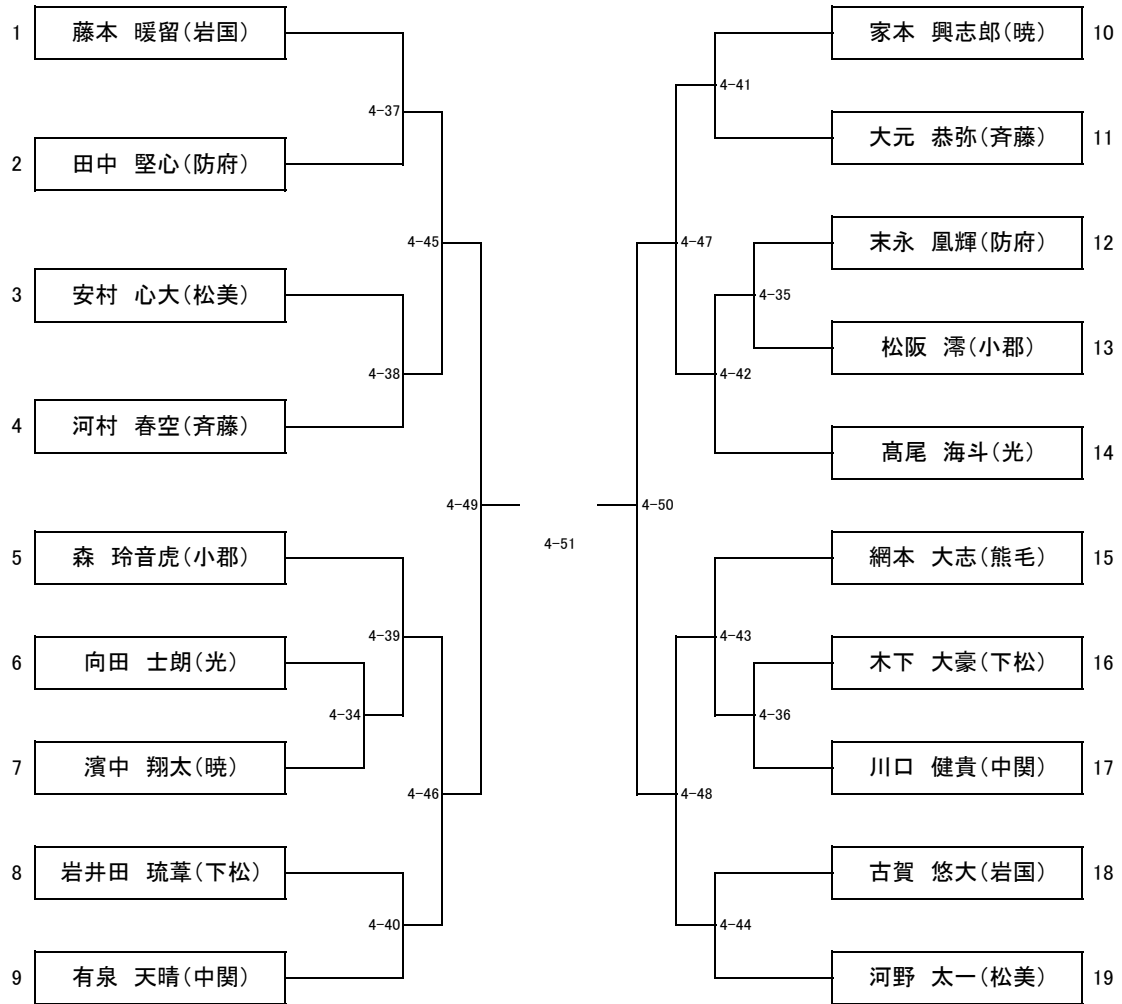 1 藤本 暖留(岩国)
4-37
2 田中 堅心(防府)
4-45
3 安村 心大(松美)
4-38
4 河村 春空(斉藤)
4-49
5 森 玲音虎(小郡)
4-39
6 向田 士朗(光)
4-34
7 濱中 翔太(暁)
4-46
8 岩井田 琉葦(下松)
4-40
9 有泉 天晴(中関)
4-51
家本 興志郎(暁) 10
4-41
大元 恭弥(斉藤) 11
4-47
末永 凰輝(防府) 12
4-35
松阪 澪(小郡) 13
4-42
髙尾 海斗(光) 14
4-50
網本 大志(熊毛) 15
4-43
木下 大豪(下松) 16
4-36
川口 健貴(中関) 17
4-48
古賀 悠大(岩国) 18
4-44
河野 太一(松美) 19